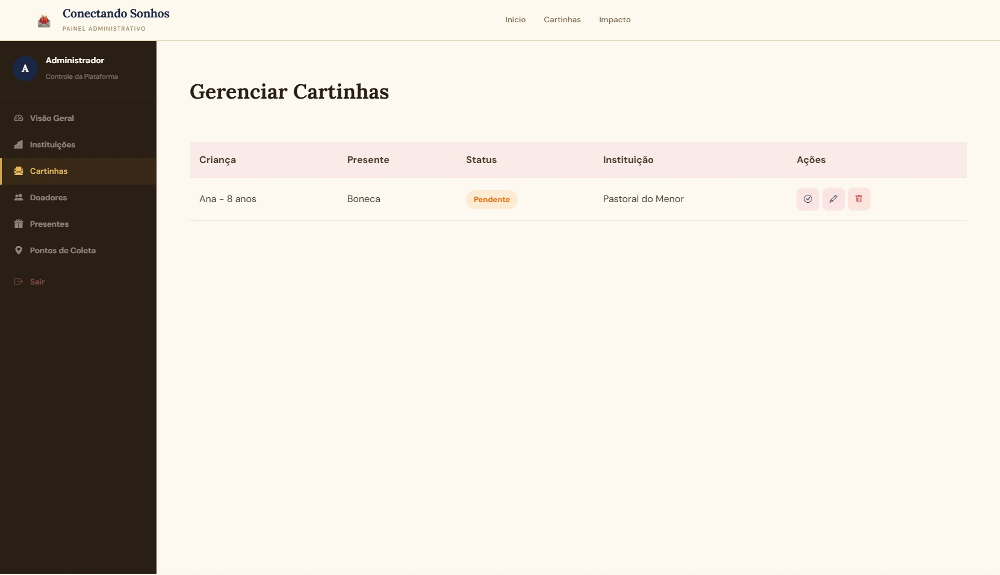 Conectando Sonhos
PAINEL ADMINISTRATIVO
Início Cartinhas Impacto
A
Administrador
Controle da Plataforma
Visão Geral
Instituições
Cartinhas
Doadores
Presentes
Pontos de Coleta
Sair
Gerenciar Cartinhas
Criança Presente Status Instituição Ações
Ana - 8 anos Boneca Pendente Pastoral do Menor